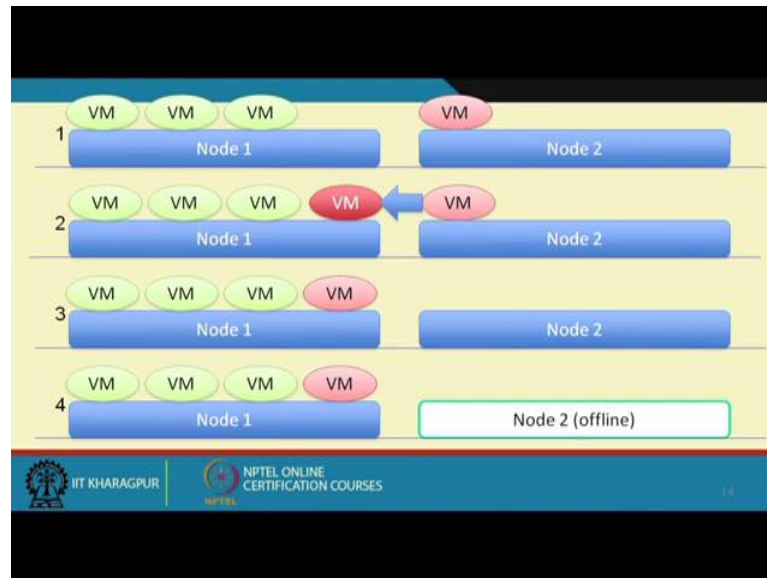 VM VM VM VM
1
Node 1 Node 2
VM VM VM VM VM
2
Node 1 Node 2
VM VM VM VM
3
Node 1 Node 2
VM VM VM VM
4
Node 1 Node 2 (offline)
IIT KHARAGPUR
NPTEL ONLINE
CERTIFICATION COURSES
NPTEL
14